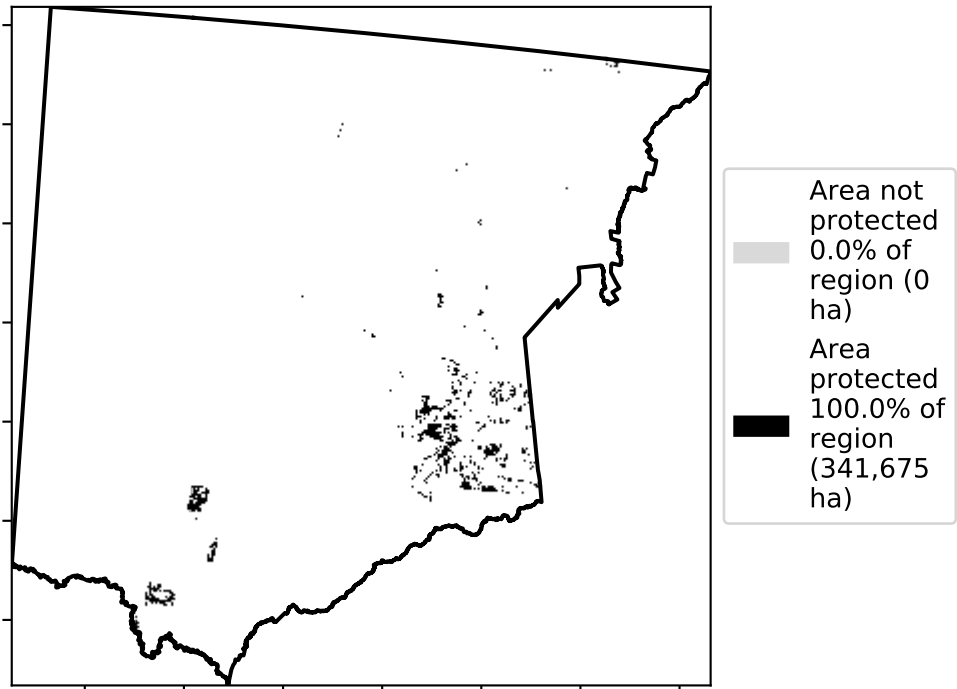 Area not
protected
0.0% of
region (0
ha)
Area
protected
100.0% of
region
(341,675
ha)